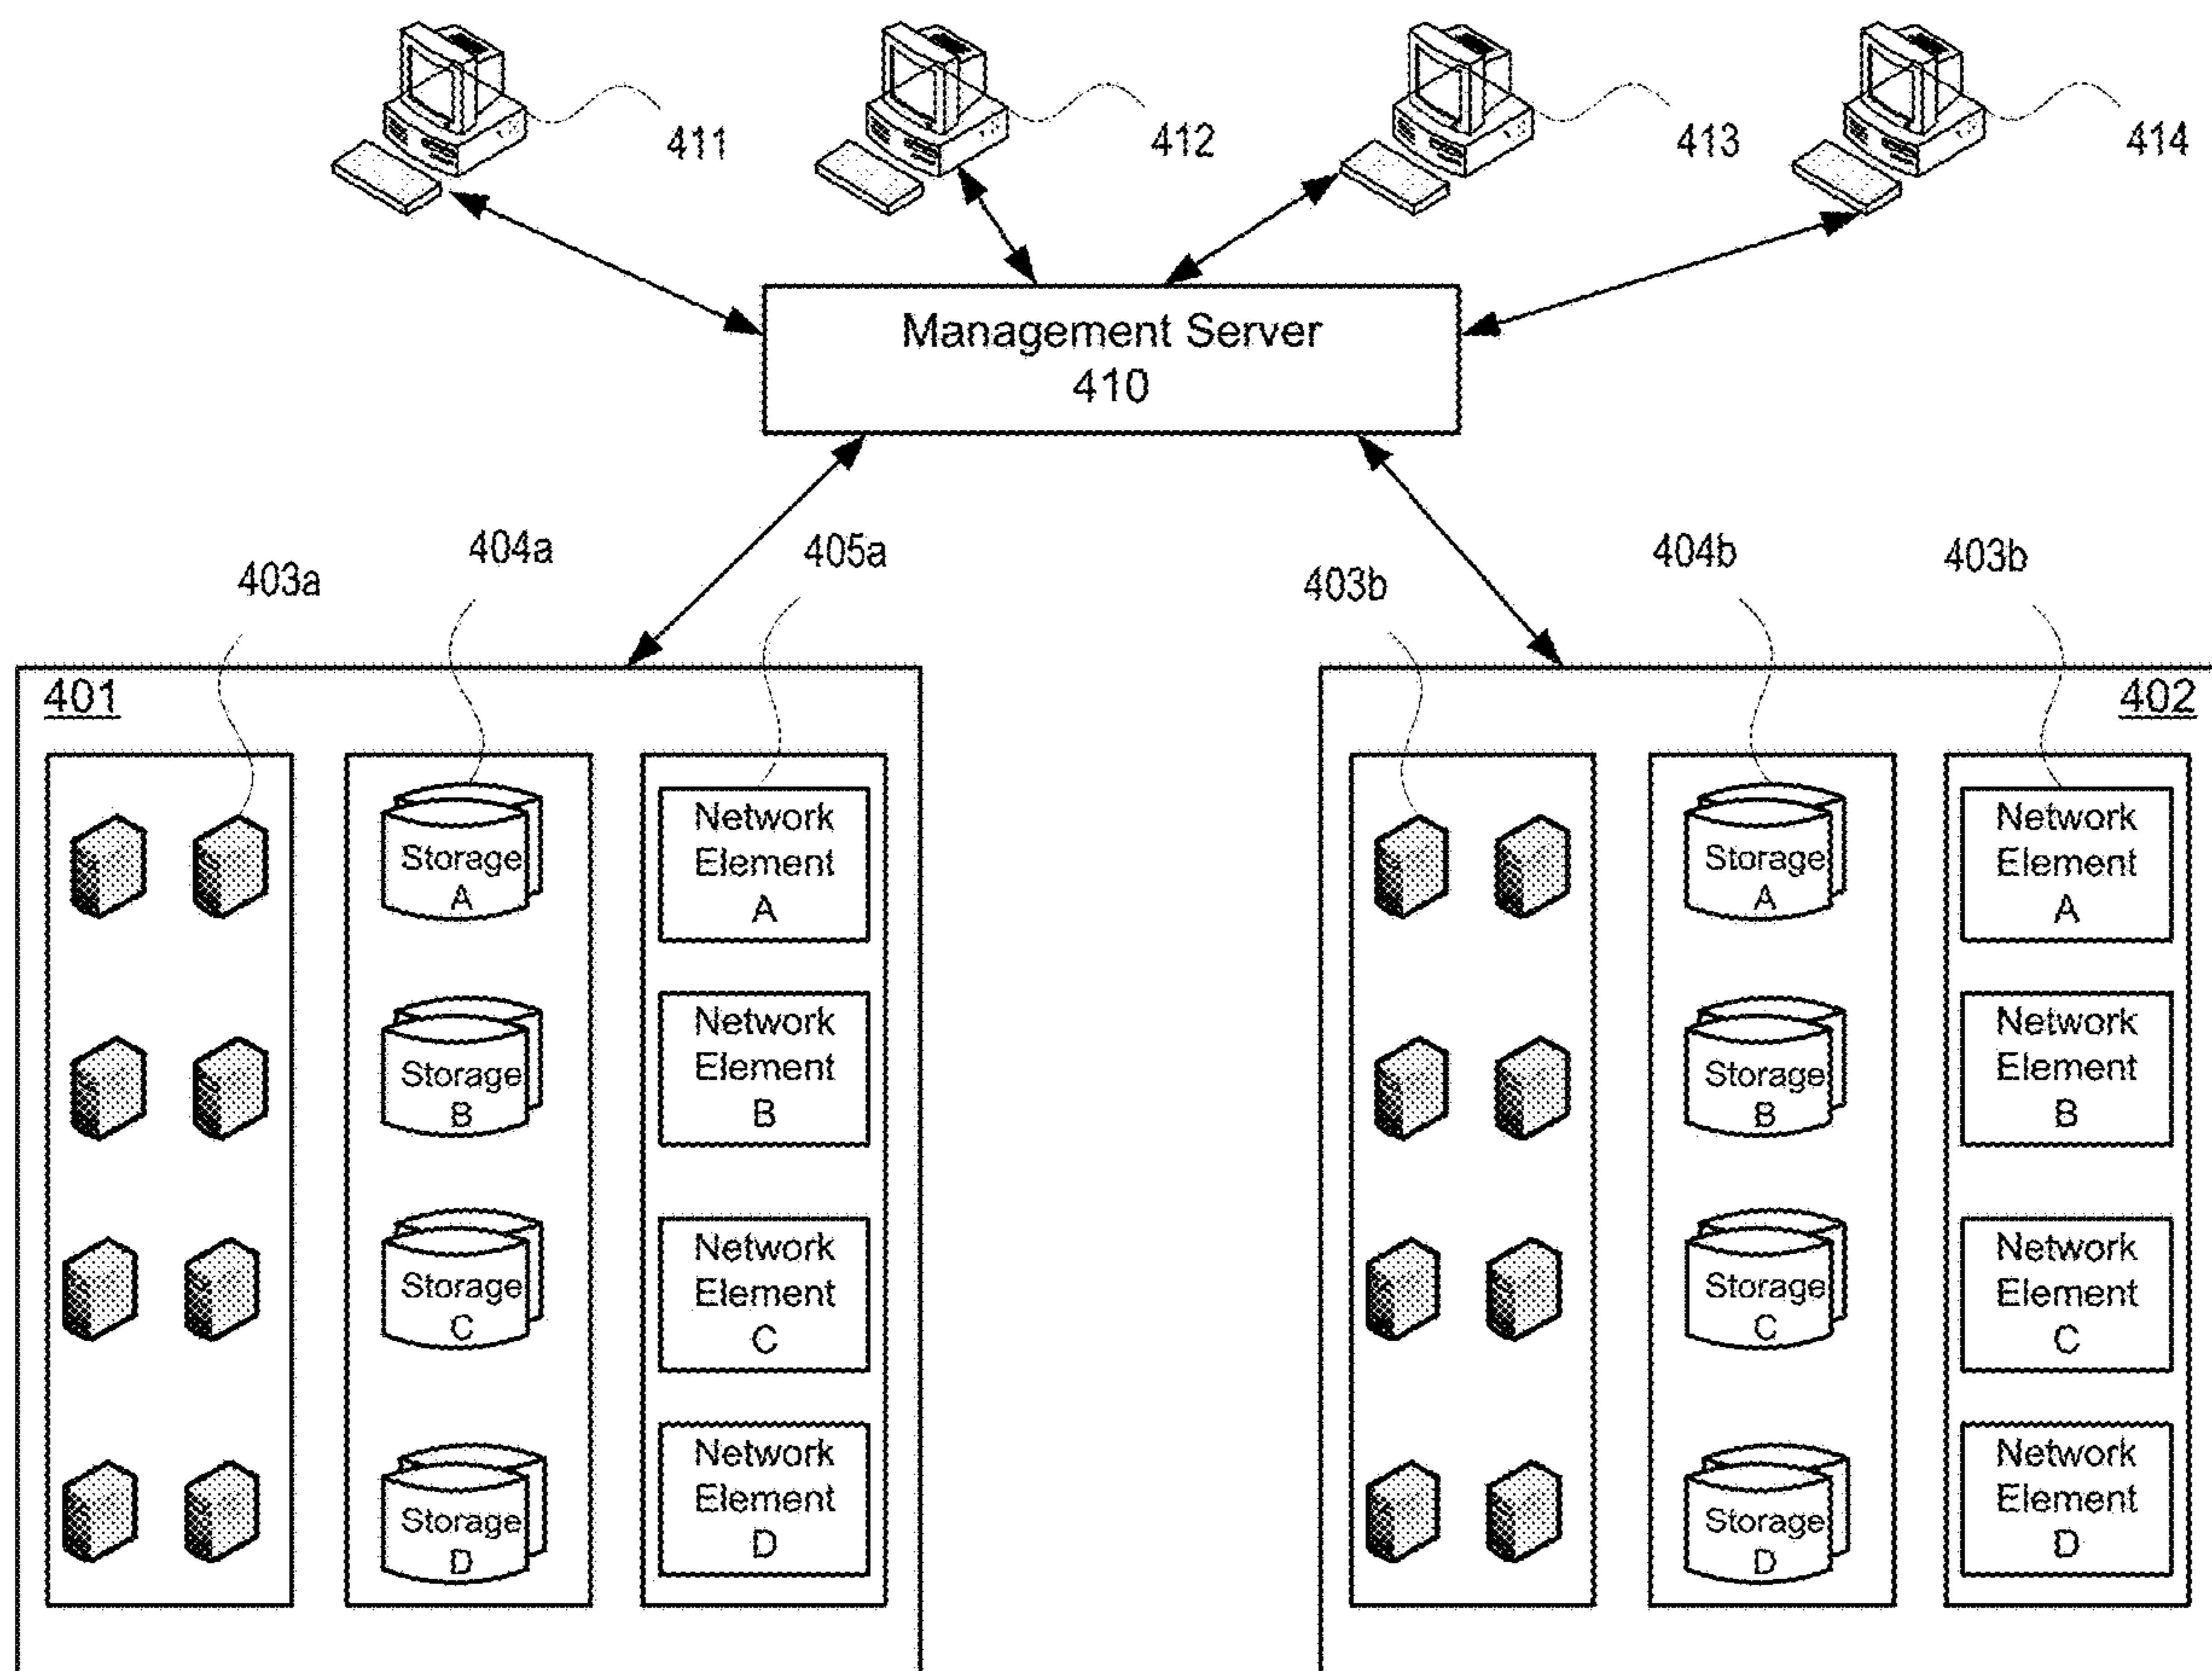 411
412
413
414
Management Server
410
403a
404a
405a
403b
404b
403b
401
Storage
A
Storage
B
Storage
C
Storage
D
Network
Element
A
Network
Element
B
Network
Element
C
Network
Element
D
402
Storage
A
Storage
B
Storage
C
Storage
D
Network
Element
A
Network
Element
B
Network
Element
C
Network
Element
D